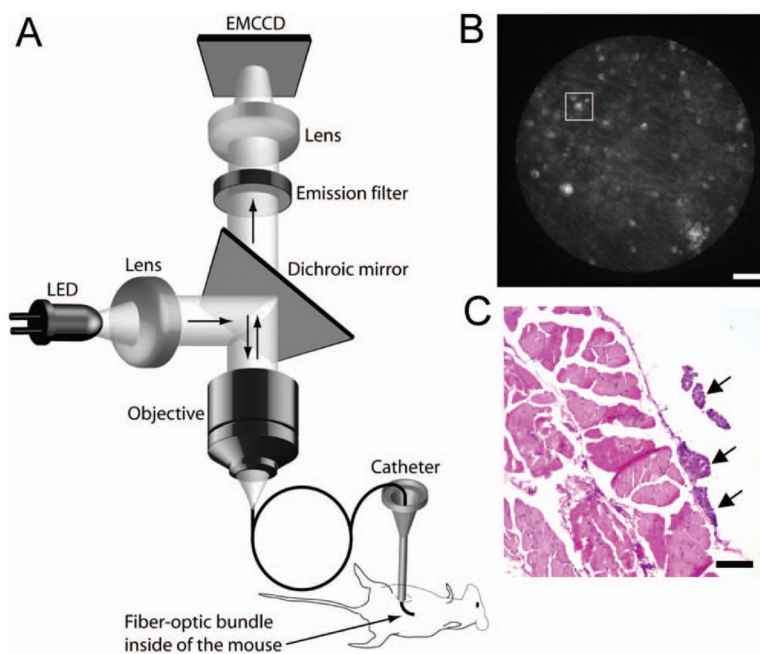 A
EMCCD
Lens
Emission filter
Dichroic mirror
Lens
LED
Objective
Catheter
Fiber-optic bundle
inside of the mouse
B
C